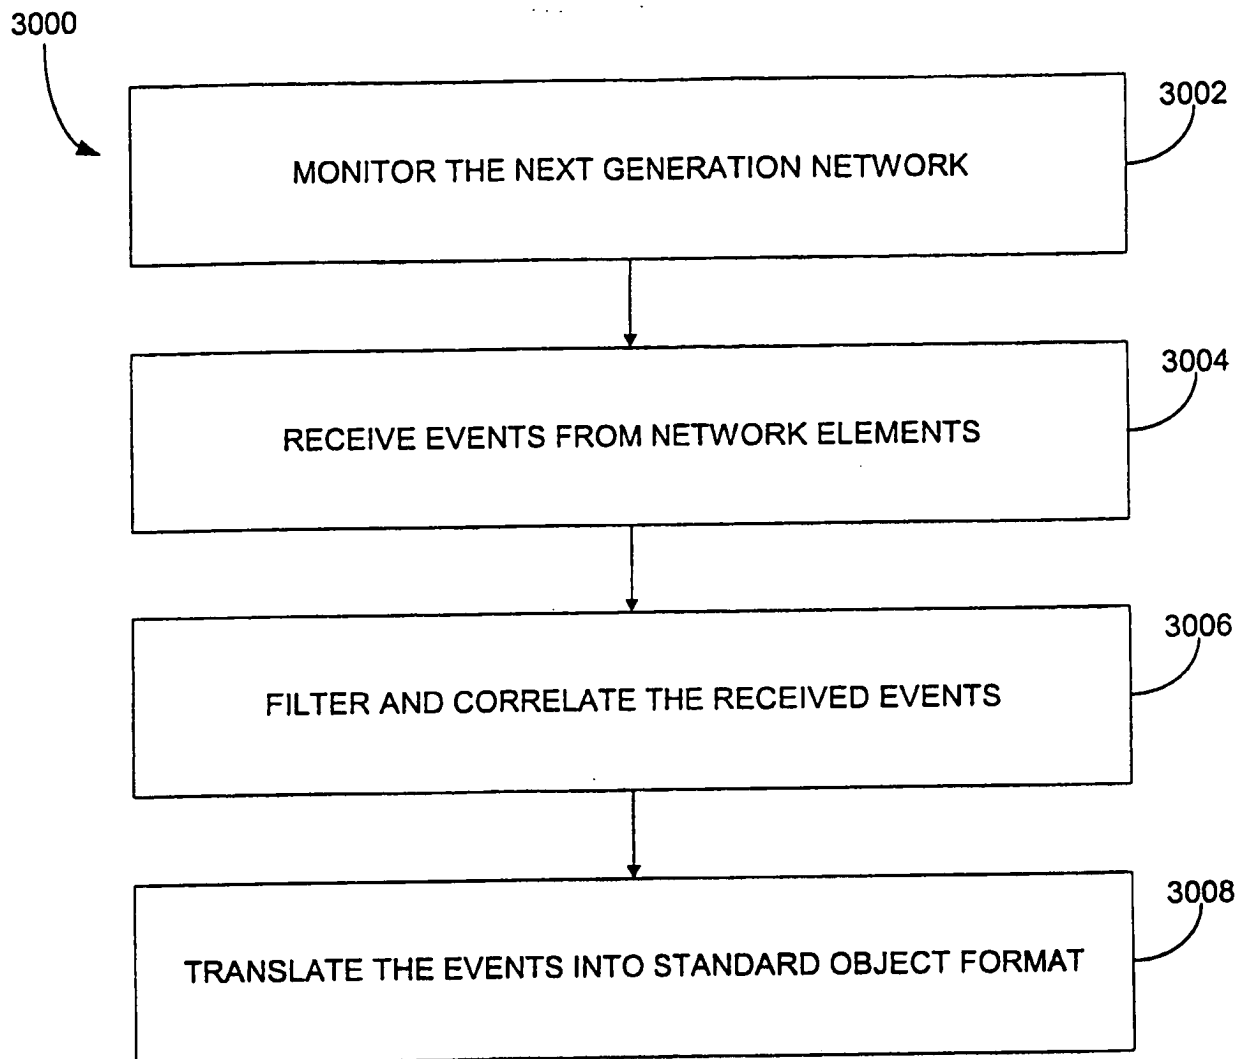 3000
3002
MONITOR THE NEXT GENERATION NETWORK
3004
RECEIVE EVENTS FROM NETWORK ELEMENTS
3006
FILTER AND CORRELATE THE RECEIVED EVENTS
3008
TRANSLATE THE EVENTS INTO STANDARD OBJECT FORMAT